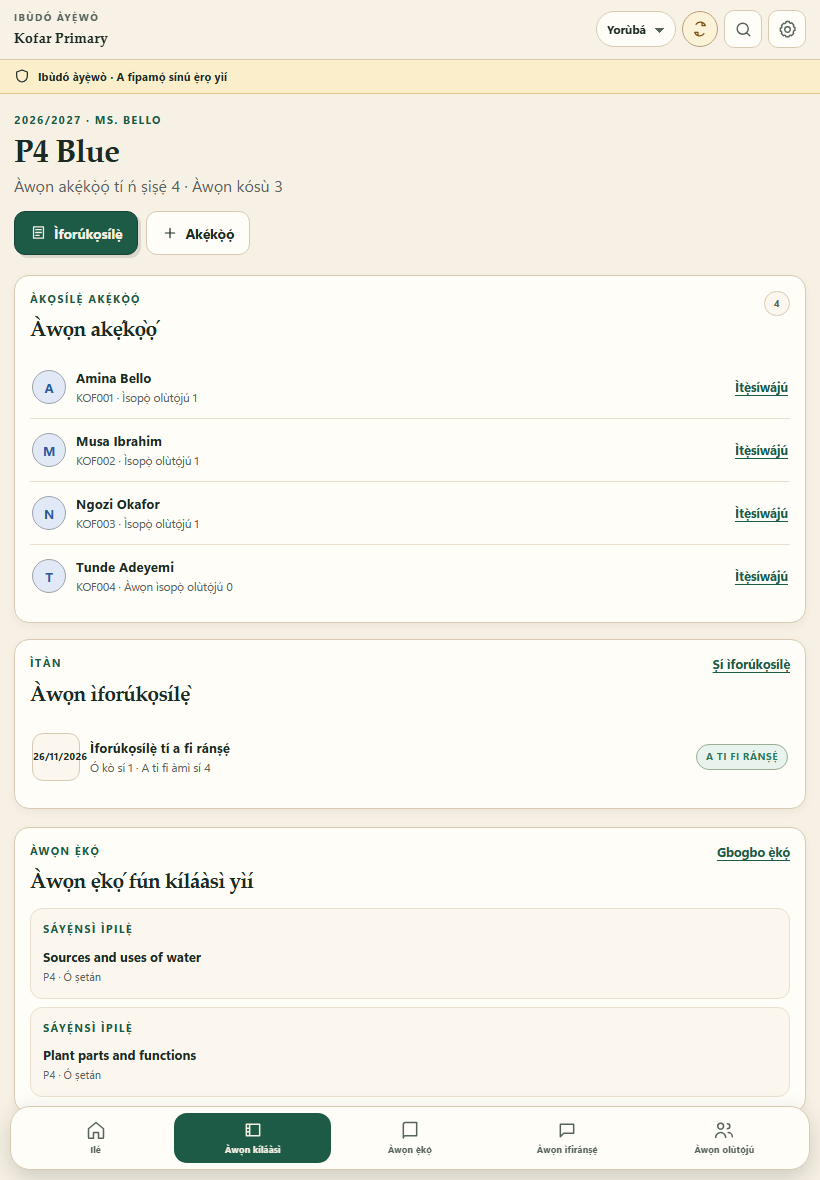 ÌBÙDÓ ÀYẸ̀WÒ
Kofar Primary
Yorùbá
Ibùdó àyẹ̀wò · A fipamọ́ sínú ẹ̀rọ yìí
2026/2027 · MS. BELLO
P4 Blue
Àwọn akẹ́kọ̀ọ́ tí ń ṣiṣẹ́ 4 · Àwọn kósù 3
Ìforúkọsílẹ̀
Akẹ́kọ̀ọ́
ÀKỌSÍLẸ̀ AKẸ́KỌ̀Ọ́
4
Àwọn akẹ́kọ̀ọ́
A
Amina Bello
KOF001 · Ìsopọ̀ olùtọ́jú 1
Ìtẹ̀síwájú
M
Musa Ibrahim
KOF002 · Ìsopọ̀ olùtọ́jú 1
Ìtẹ̀síwájú
N
Ngozi Okafor
KOF003 · Ìsopọ̀ olùtọ́jú 1
Ìtẹ̀síwájú
T
Tunde Adeyemi
KOF004 · Àwọn ìsopọ̀ olùtọ́jú 0
Ìtẹ̀síwájú
ÌTÀN
Ṣí ìforúkọsílẹ̀
Àwọn ìforúkọsílẹ̀
26/11/2026
Ìforúkọsílẹ̀ tí a fi ránṣẹ́
Ó kò sí 1 · A ti fi àmì sí 4
A TI FI RÁNṢẸ́
ÀWỌN Ẹ̀KỌ́
Gbogbo ẹ̀kọ́
Àwọn ẹ̀kọ́ fún kíláàsì yìí
SÁYẸ́NSÌ ÌPILẸ̀
Sources and uses of water
P4 · Ó ṣetán
SÁYẸ́NSÌ ÌPILẸ̀
Plant parts and functions
P4 · Ó ṣetán
Ilé
Àwọn kíláàsì
Àwọn ẹ̀kọ́
Àwọn ìfiránṣẹ́
Àwọn olùtọ́jú